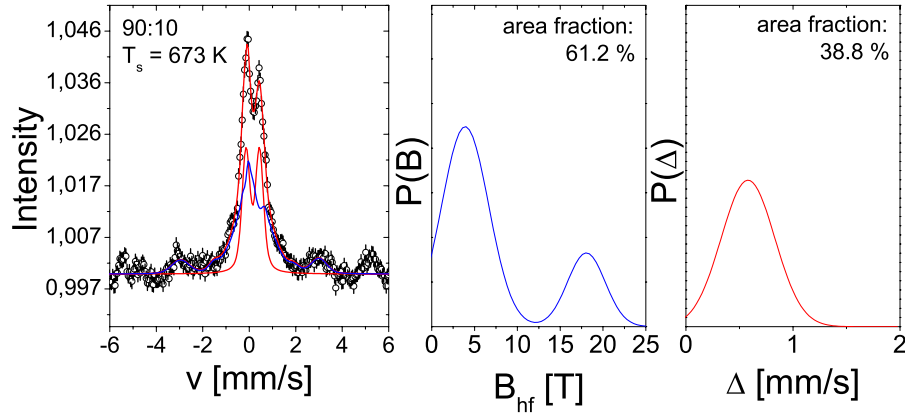 90:10
T_s = 673 K
1,046
1,036
1,026
1,017
1,007
0,997
Intensity
-6 -4 -2 0 2 4 6
v [mm/s]
area fraction:
61.2 %
P(B)
0 5 10 15 20 25
B_hf [T]
area fraction:
38.8 %
P(Δ)
0 1 2
Δ [mm/s]